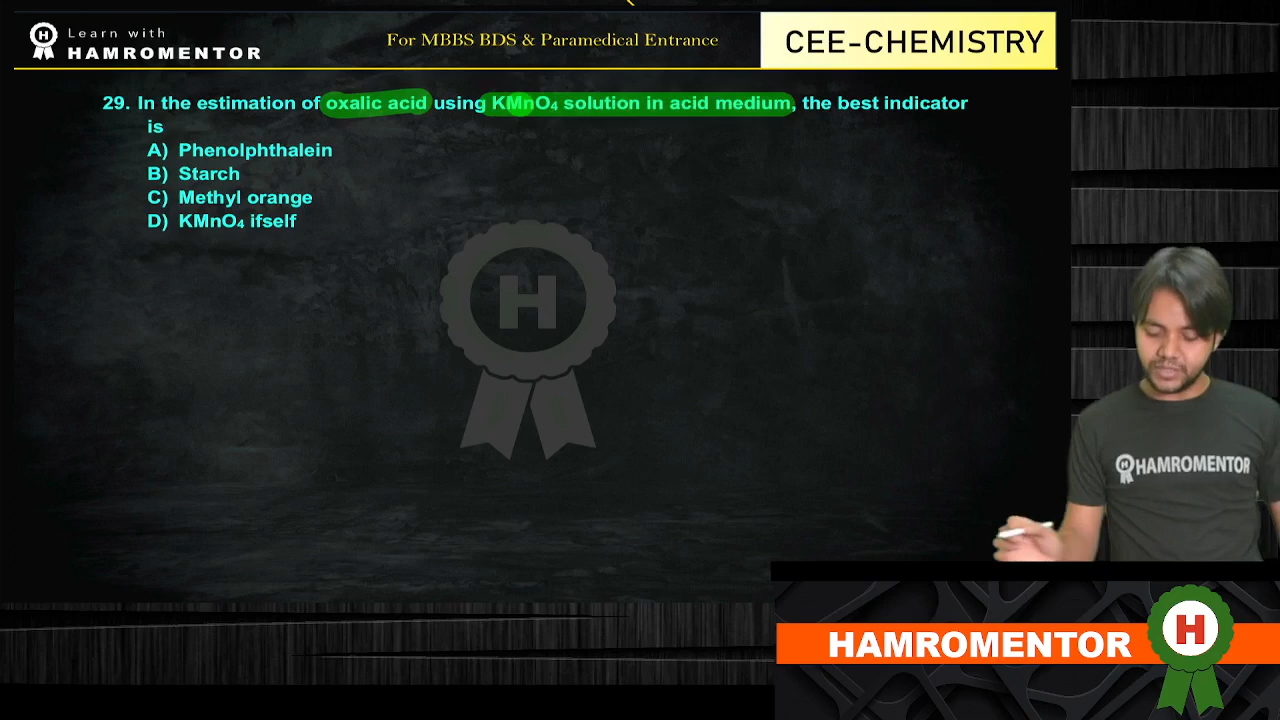 Learn with
HAMROMENTOR
For MBBS BDS & Paramedical Entrance
CEE-CHEMISTRY
29. In the estimation of oxalic acid using KMnO₄ solution in acid medium, the best indicator
is
A) Phenolphthalein
B) Starch
C) Methyl orange
D) KMnO₄ ifself
H
H
HAMROMENTOR
HAMROMENTOR
H